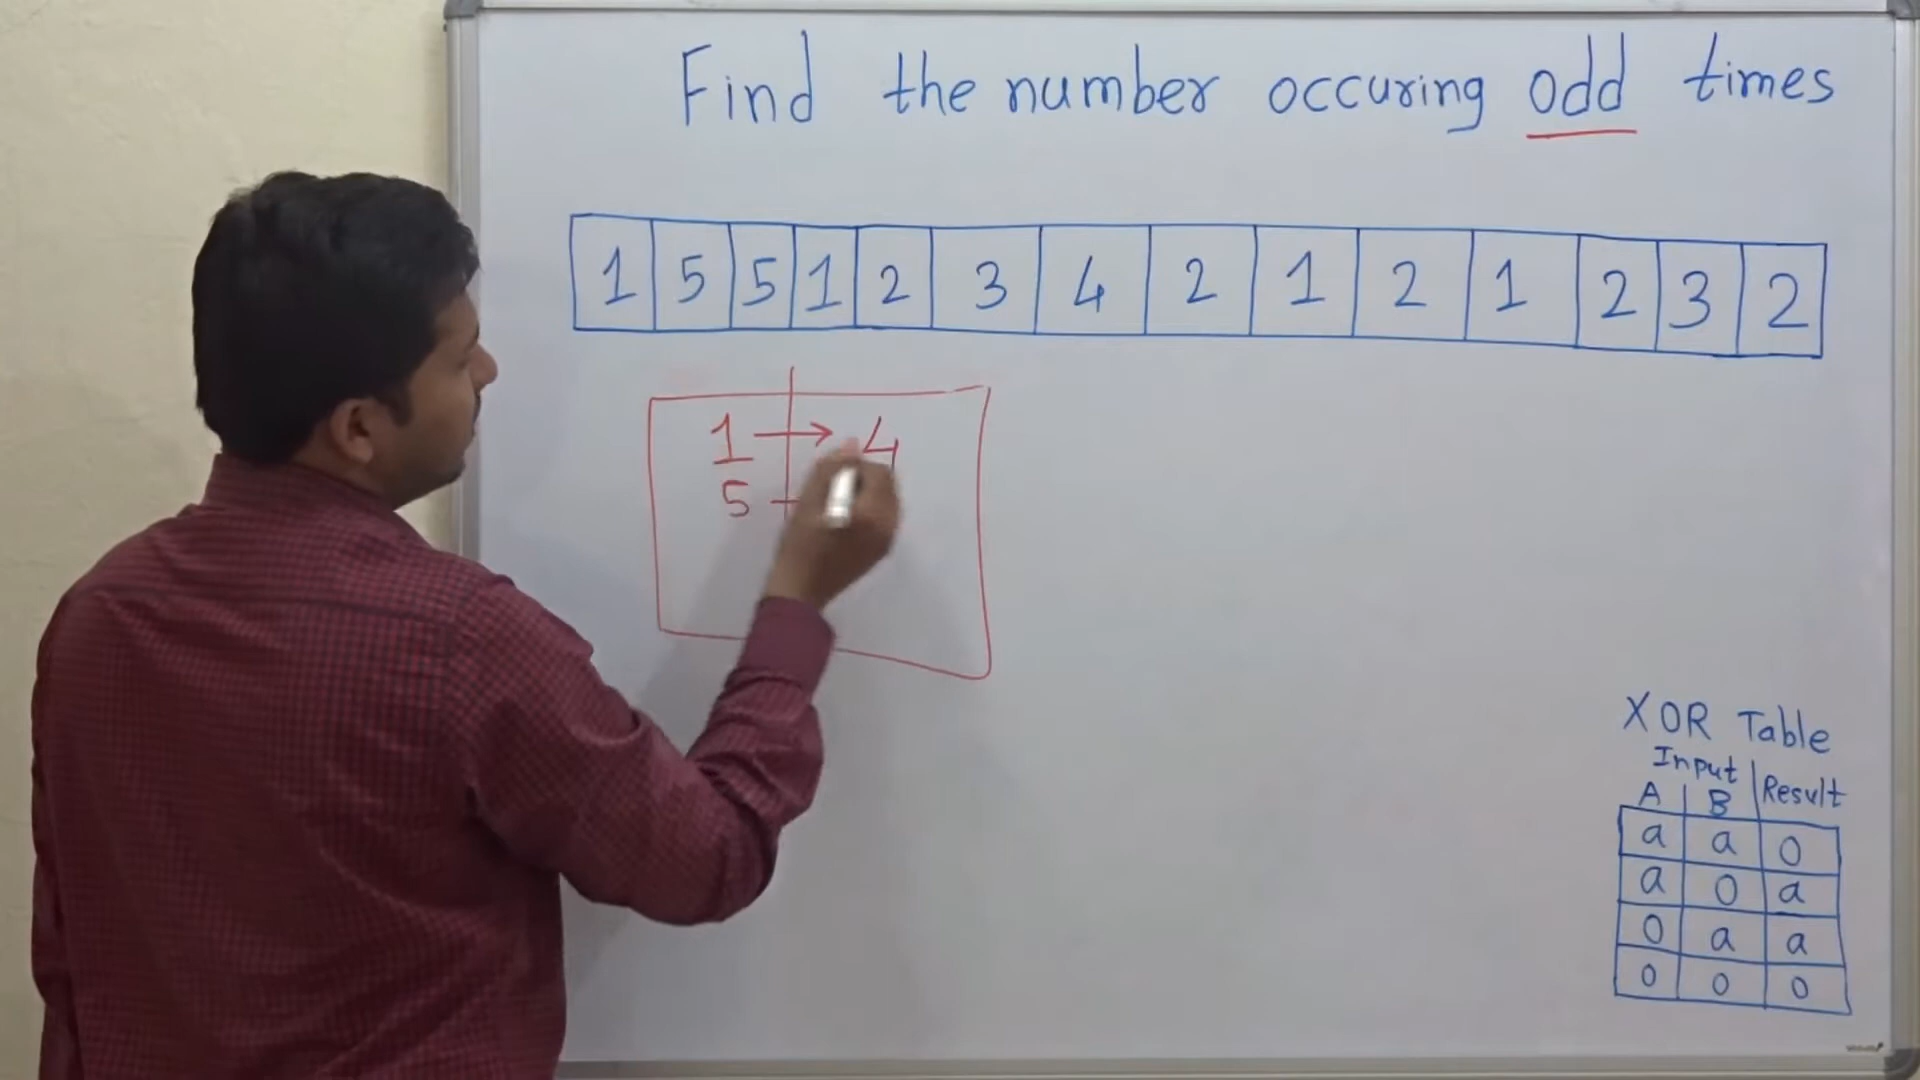 Find the number occuring odd times
1 5 5 1 2 3 4 2 1 2 1 2 3 2
1 → 4
5
XOR Table
Input
A B Result
a a 0
a 0 a
0 a a
0 0 0